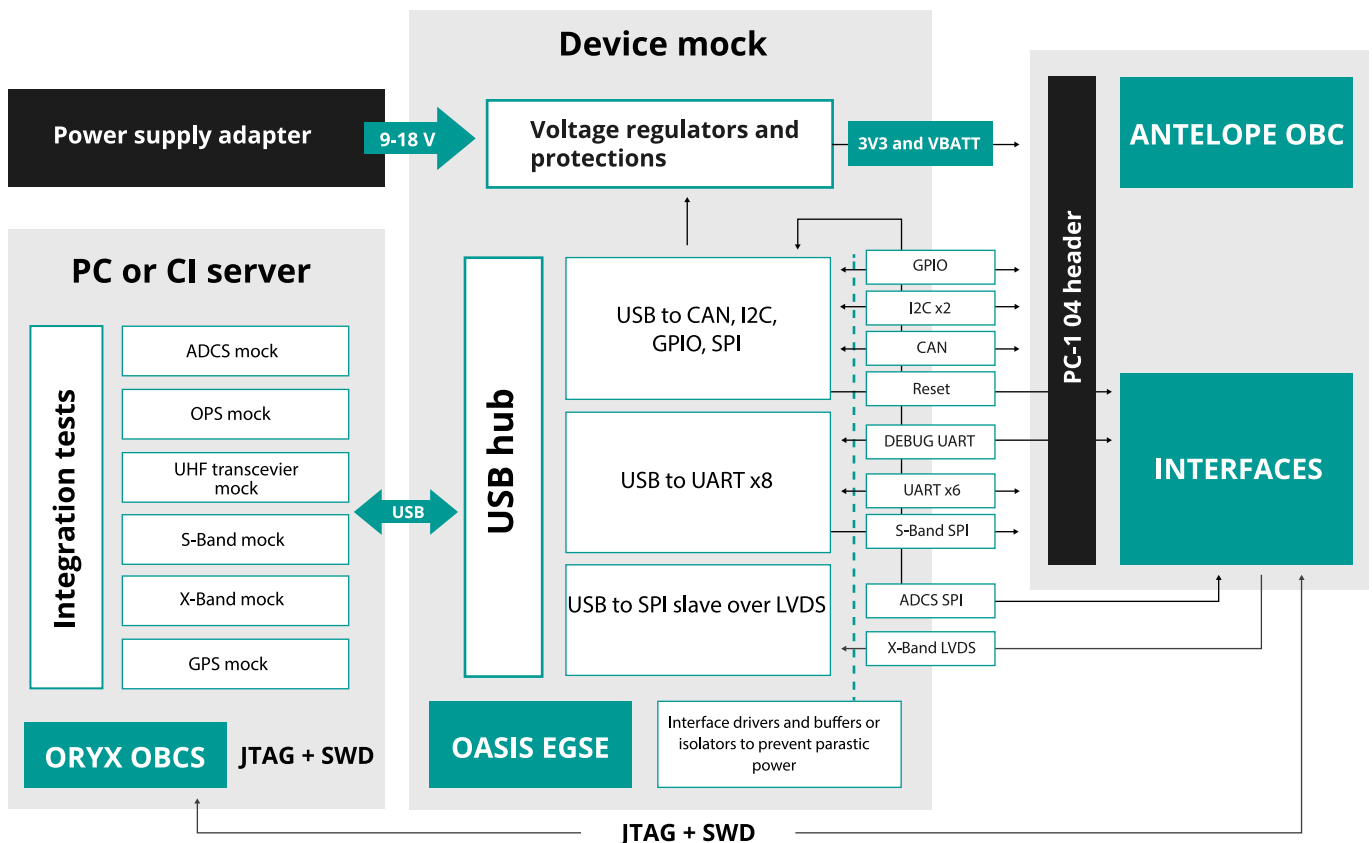 Device mock
Power supply adapter
9-18 V
Voltage regulators and
protections
3V3 and VBATT
ANTELOPE OBC
PC-1 04 header
INTERFACES
PC or CI server
Integration tests
ADCS mock
OPS mock
UHF transcevier
mock
S-Band mock
X-Band mock
GPS mock
ORYX OBCS
JTAG + SWD
USB
USB hub
USB to CAN, I2C,
GPIO, SPI
USB to UART x8
USB to SPI slave over LVDS
GPIO
I2C x2
CAN
Reset
DEBUG UART
UART x6
S-Band SPI
ADCS SPI
X-Band LVDS
OASIS EGSE
Interface drivers and buffers or
isolators to prevent parastic
power
JTAG + SWD